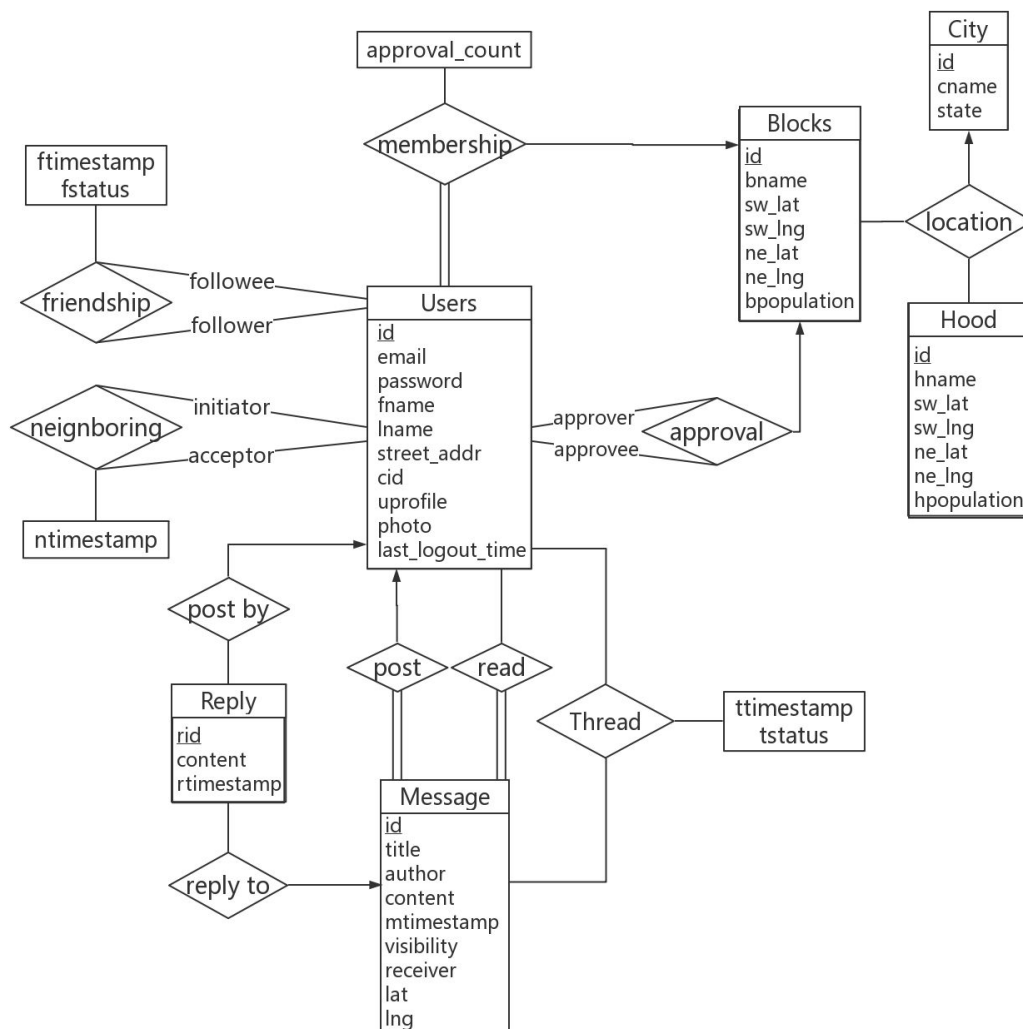 approval_count
membership
City
id
cname
state
Blocks
id
bname
sw_lat
sw_lng
ne_lat
ne_lng
bpopulation
location
Hood
id
hname
sw_lat
sw_lng
ne_lat
ne_lng
hpopulation
ftimestamp
fstatus
friendship
followee
follower
Users
id
email
password
fname
lname
street_addr
cid
uprofile
photo
last_logout_time
neignboring
initiator
acceptor
ntimestamp
approver
approvee
approval
post by
post
read
Reply
rid
content
rtimestamp
Thread
ttimestamp
tstatus
reply to
Message
id
title
author
content
mtimestamp
visibility
receiver
lat
lng